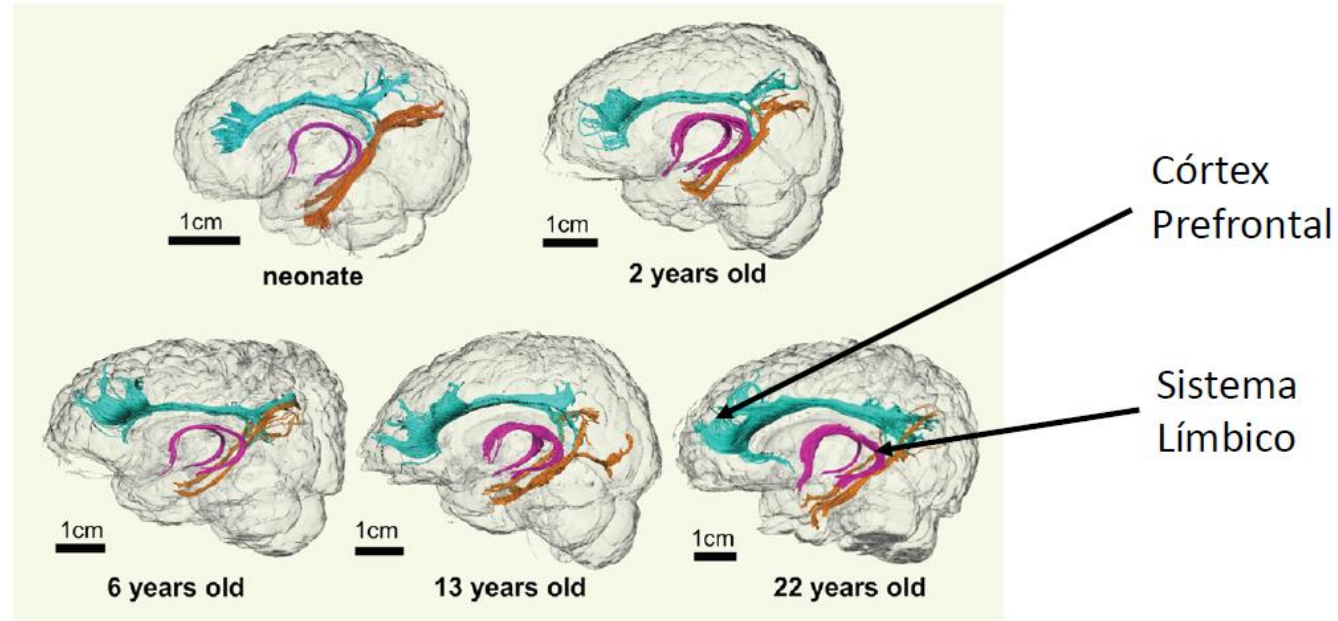 1cm
neonate
1cm
2 years old
Córtex
Prefrontal
1cm
6 years old
1cm
13 years old
1cm
22 years old
Sistema
Límbico